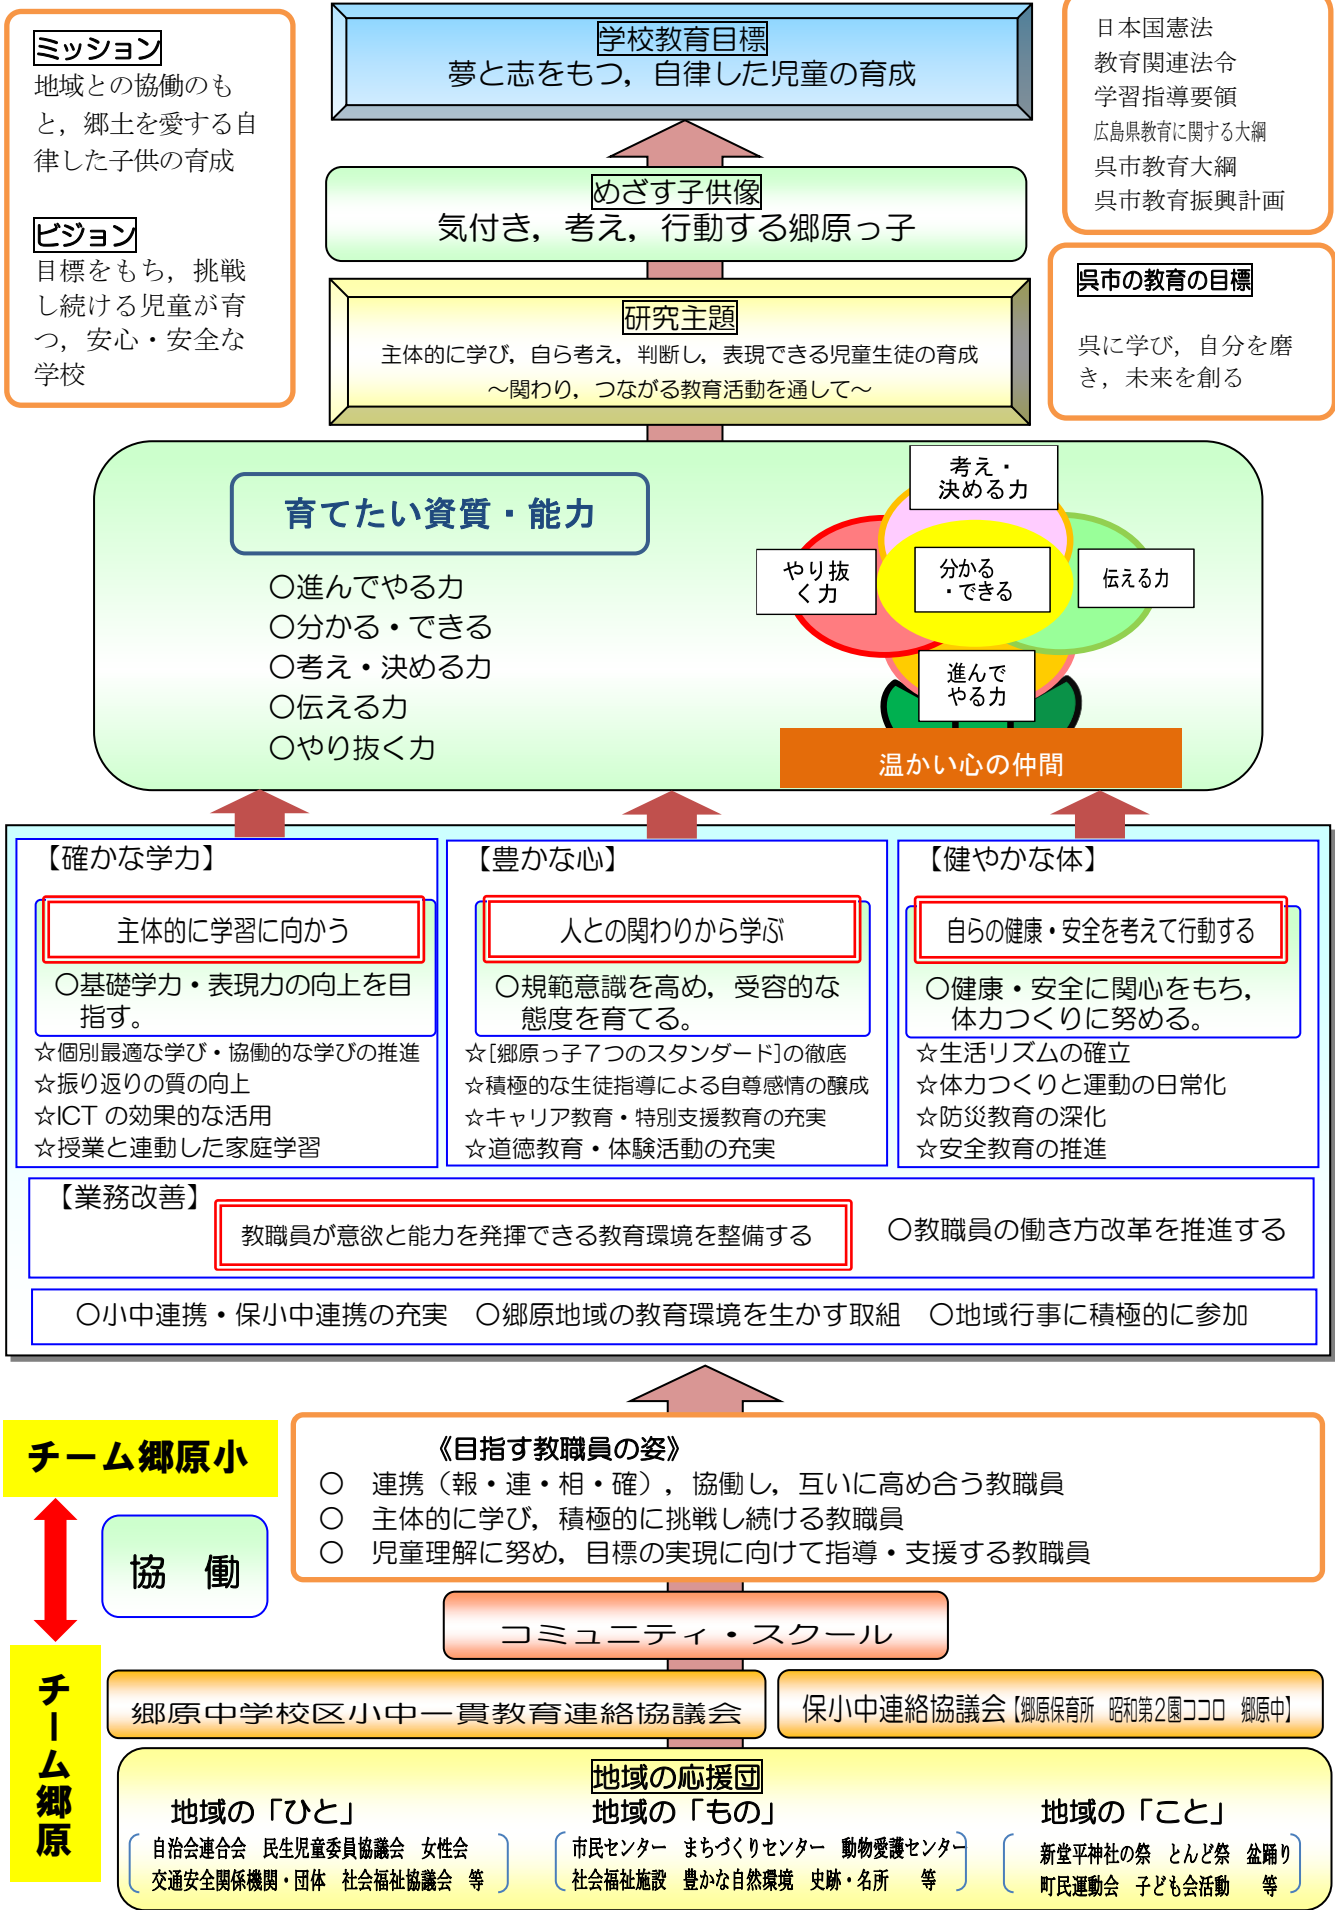 ミッション
地域との協働のも
と，郷土を愛する自
律した子供の育成
ビジョン
目標をもち，挑戦
し続ける児童が育
つ，安心・安全な
学校
学校教育目標
夢と志をもつ，自律した児童の育成
日本国憲法
教育関連法令
学習指導要領
広島県教育に関する大綱
呉市教育大綱
呉市教育振興計画
めざす子供像
気付き，考え，行動する郷原っ子
呉市の教育の目標
呉に学び，自分を磨
き，未来を創る
研究主題
主体的に学び，自ら考え，判断し，表現できる児童生徒の育成
～関わり，つながる教育活動を通して～
育てたい資質・能力
〇進んでやる力
〇分かる・できる
〇考え・決める力
〇伝える力
〇やり抜く力
考え・
決める力
やり抜
く力
分かる
・できる
伝える力
進んで
やる力
温かい心の仲間
【確かな学力】
主体的に学習に向かう
〇基礎学力・表現力の向上を目
指す。
☆個別最適な学び・協働的な学びの推進
☆振り返りの質の向上
☆ICT の効果的な活用
☆授業と連動した家庭学習
【豊かな心】
人との関わりから学ぶ
〇規範意識を高め，受容的な
態度を育てる。
☆[郷原っ子７つのスタンダード]の徹底
☆積極的な生徒指導による自尊感情の醸成
☆キャリア教育・特別支援教育の充実
☆道徳教育・体験活動の充実
【健やかな体】
自らの健康・安全を考えて行動する
〇健康・安全に関心をもち，
体力つくりに努める。
☆生活リズムの確立
☆体力つくりと運動の日常化
☆防災教育の深化
☆安全教育の推進
【業務改善】
教職員が意欲と能力を発揮できる教育環境を整備する
〇教職員の働き方改革を推進する
〇小中連携・保小中連携の充実　〇郷原地域の教育環境を生かす取組　〇地域行事に積極的に参加
チーム郷原小
協　働
チーム郷原
《目指す教職員の姿》
〇　連携（報・連・相・確），協働し，互いに高め合う教職員
〇　主体的に学び，積極的に挑戦し続ける教職員
〇　児童理解に努め，目標の実現に向けて指導・支援する教職員
コミュニティ・スクール
郷原中学校区小中一貫教育連絡協議会
保小中連絡協議会【郷原保育所　昭和第２園ココロ　郷原中】
地域の応援団
地域の「ひと」
自治会連合会　民生児童委員協議会　女性会
交通安全関係機関・団体　社会福祉協議会　等
地域の「もの」
市民センター　まちづくりセンター　動物愛護センター
社会福祉施設　豊かな自然環境　史跡・名所　等
地域の「こと」
新堂平神社の祭　とんど祭　盆踊り
町民運動会　子ども会活動　等